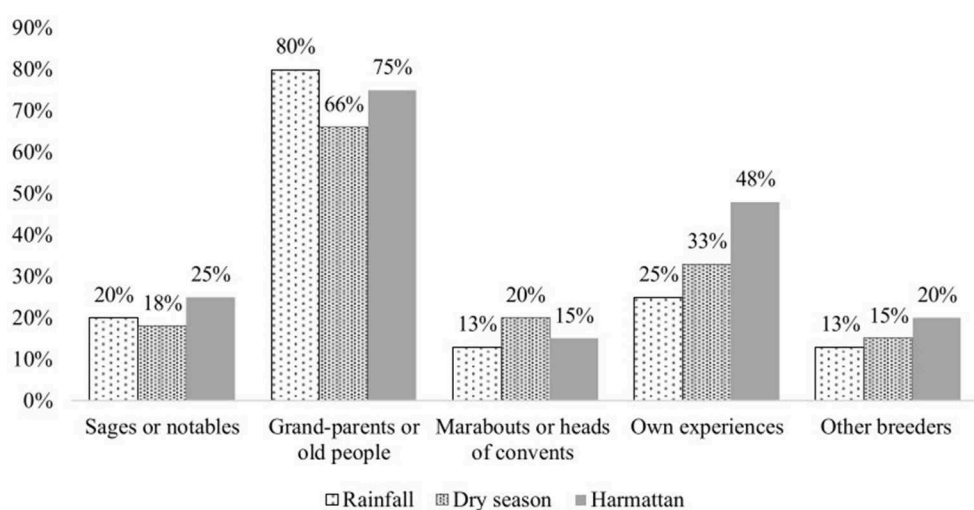 90%
80%
70%
60%
50%
40%
30%
20%
10%
0%
20%
18%
25%
80%
66%
75%
13%
20%
15%
25%
33%
48%
13%
15%
20%
Sages or notables
Grand-parents or
old people
Marabouts or heads
of convents
Own experiences
Other breeders
Rainfall
Dry season
Harmattan